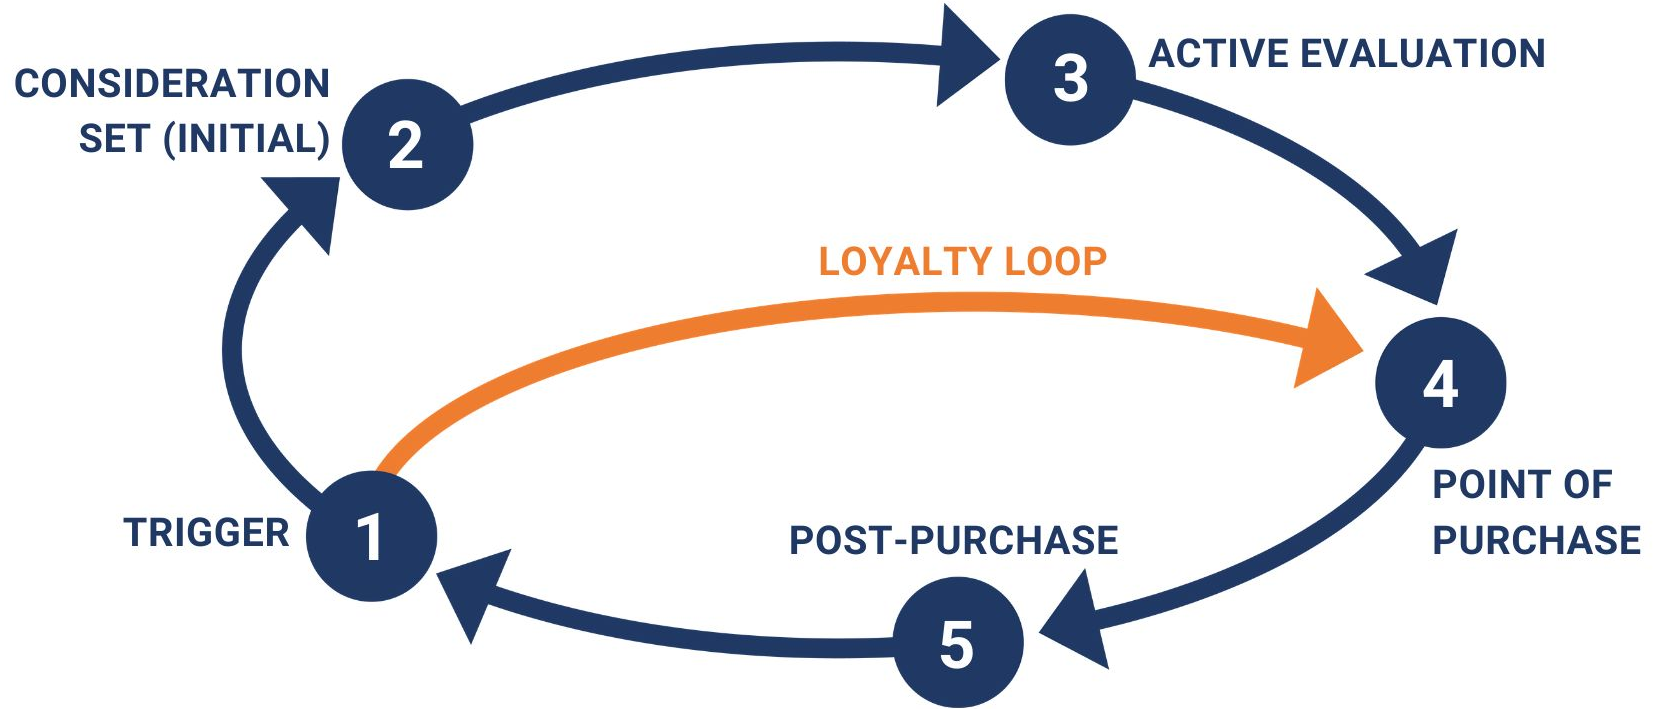 CONSIDERATION
SET (INITIAL)
2
3
ACTIVE EVALUATION
LOYALTY LOOP
4
POINT OF
PURCHASE
TRIGGER
1
POST-PURCHASE
5